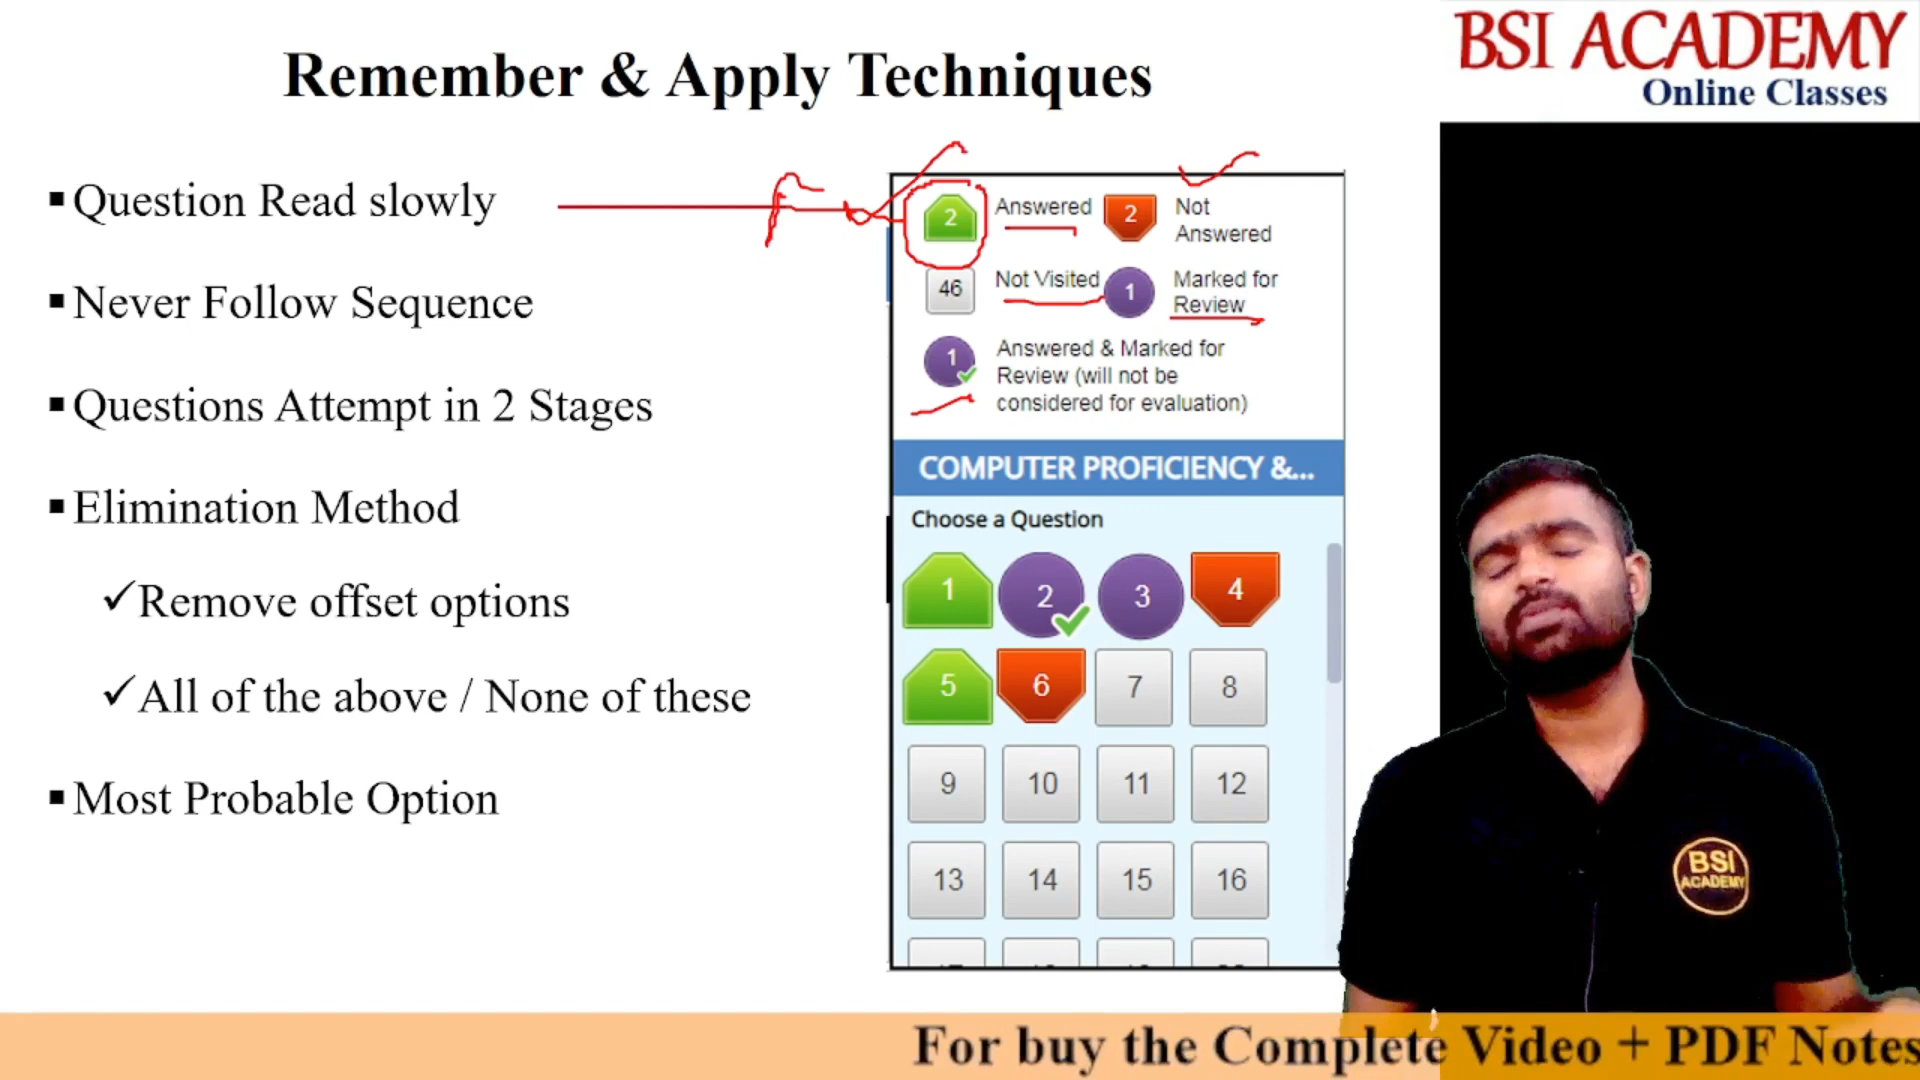 Remember & Apply Techniques
BSI ACADEMY
Online Classes
Question Read slowly
Never Follow Sequence
Questions Attempt in 2 Stages
Elimination Method
Remove offset options
All of the above / None of these
Most Probable Option
2 Answered 2 Not
Answered
46 Not Visited 1 Marked for
Review
1 Answered & Marked for
Review (will not be
considered for evaluation)
COMPUTER PROFICIENCY &...
Choose a Question
1 2 3 4
5 6 7 8
9 10 11 12
13 14 15 16
BSI
ACADEMY
For buy the Complete Video + PDF Notes